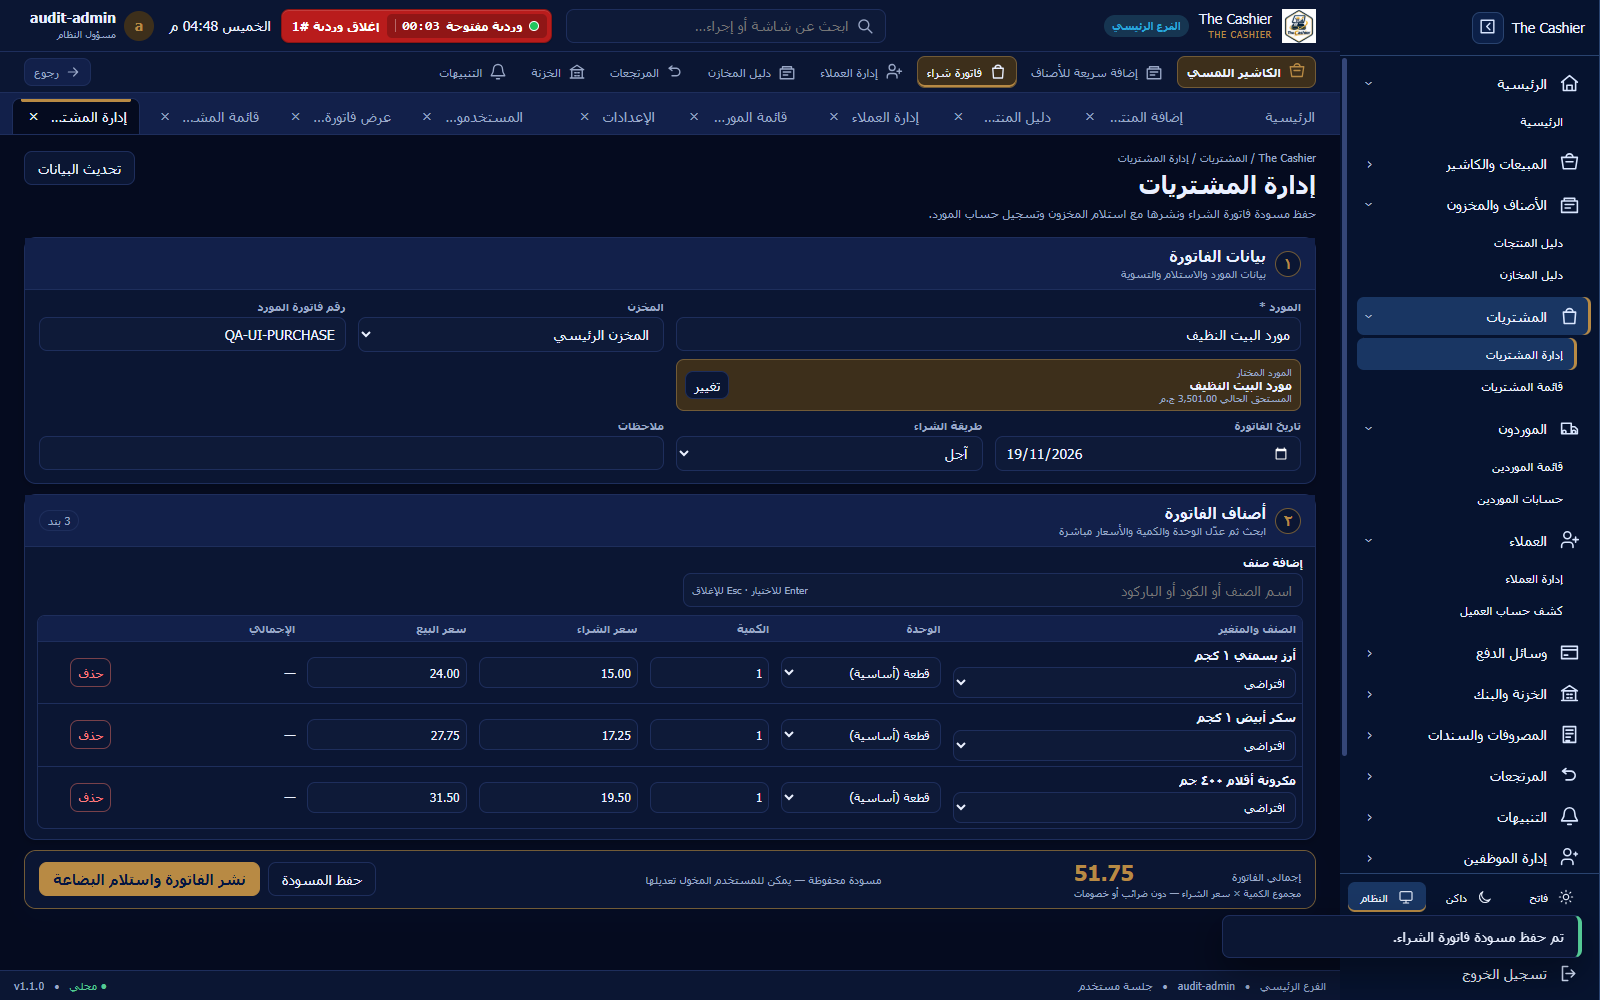 The Cashier
الرئيسية
الرئيسية
المبيعات والكاشير
الأصناف والمخزون
دليل المنتجات
دليل المخازن
المشتريات
إدارة المشتريات
قائمة المشتريات
الموردون
قائمة الموردين
حسابات الموردين
العملاء
إدارة العملاء
كشف حساب العميل
وسائل الدفع
الخزنة والبنك
المصروفات والسندات
المرتجعات
التنبيهات
إدارة الموظفين
فاتح
داكن
النظام
تم حفظ مسودة فاتورة الشراء.
تسجيل الخروج
The Cashier
THE CASHIER
الفرع الرئيسي
ابحث عن شاشة أو إجراء...
وردية مفتوحة 00:03
إغلاق وردية #1
الخميس 04:48 م
a
audit-admin
مسؤول النظام
الكاشير اللمسي
إضافة سريعة للأصناف
فاتورة شراء
إدارة العملاء
دليل المخازن
المرتجعات
الخزنة
التنبيهات
رجوع
الرئيسية
إضافة المنت...
دليل المنت...
إدارة العملاء
قائمة المور...
الإعدادات
المستخدمو...
عرض فاتورة...
قائمة المشـ...
إدارة المشتـ...
The Cashier / المشتريات / إدارة المشتريات
إدارة المشتريات
حفظ مسودة فاتورة الشراء ونشرها مع استلام المخزون وتسجيل حساب المورد.
تحديث البيانات
١
بيانات الفاتورة
بيانات المورد والاستلام والتسوية
المورد *
المخزن
رقم فاتورة المورد
مورد البيت النظيف
المخزن الرئيسي
QA-UI-PURCHASE
المورد المختار
مورد البيت النظيف
المستحق الحالي 3,501.00 ج.م
تغيير
تاريخ الفاتورة
طريقة الشراء
ملاحظات
19/11/2026
آجل
٢
أصناف الفاتورة
ابحث ثم عدّل الوحدة والكمية والأسعار مباشرة
3 بند
إضافة صنف
اسم الصنف أو الكود أو الباركود
Enter للاختيار · Esc للإغلاق
الصنف والمتغير
الوحدة
الكمية
سعر الشراء
سعر البيع
الإجمالي
أرز بسمتي ١ كجم
افتراضي
قطعة (أساسية)
1
15.00
24.00
—
حذف
سكر أبيض ١ كجم
افتراضي
قطعة (أساسية)
1
17.25
27.75
—
حذف
مكرونة أقلام ٤٠٠ جم
افتراضي
قطعة (أساسية)
1
19.50
31.50
—
حذف
إجمالي الفاتورة
51.75
مجموع الكمية × سعر الشراء — دون ضرائب أو خصومات
مسودة محفوظة — يمكن للمستخدم المخول تعديلها
حفظ المسودة
نشر الفاتورة واستلام البضاعة
الفرع الرئيسي • audit-admin • جلسة مستخدم
محلي • v1.1.0